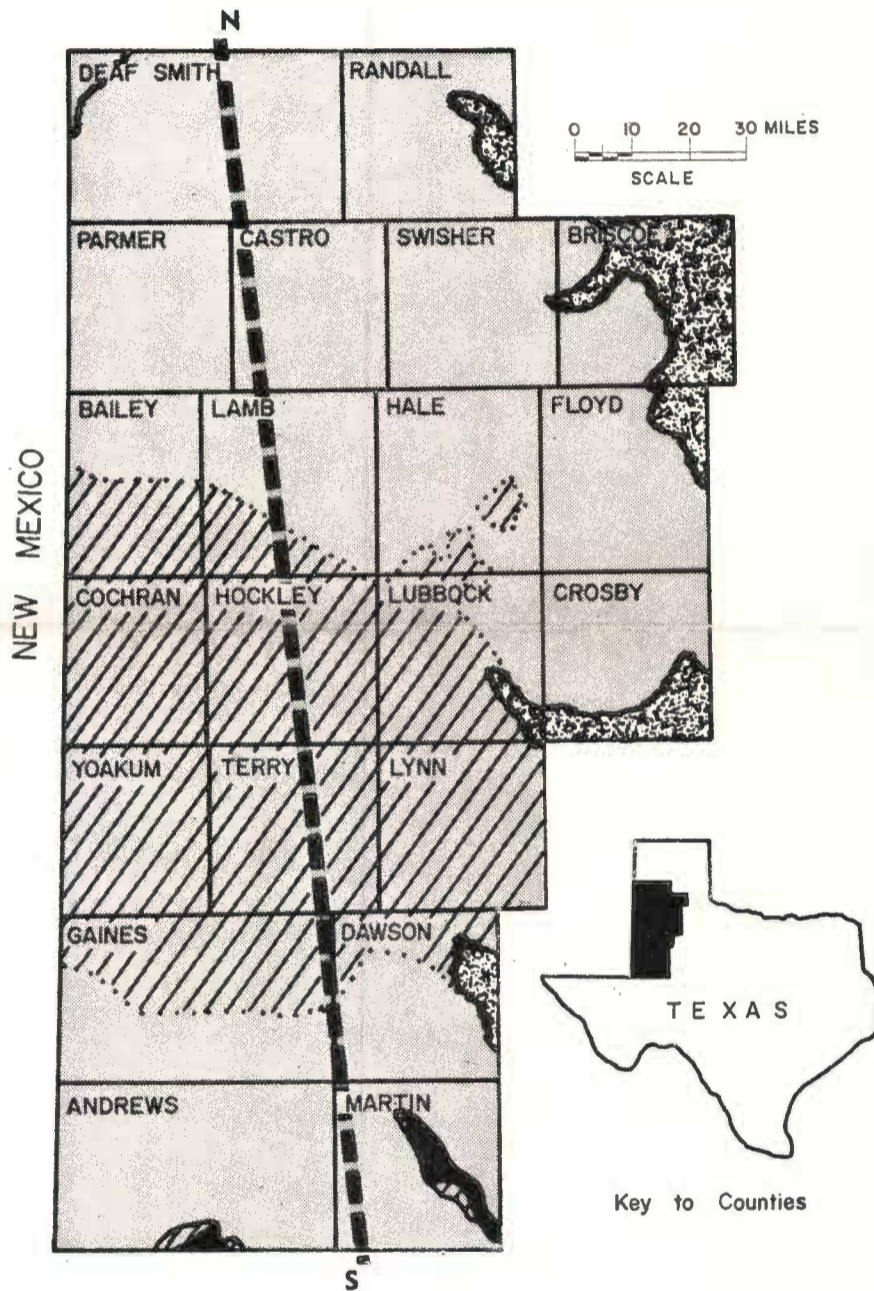 N
DEAF SMITH
RANDALL
0 10 20 30 MILES
SCALE
PARMER
CASTRO
SWISHER
BRISCOE
BAILEY
LAMB
HALE
FLOYD
NEW MEXICO
COCHRAN
HOCKLEY
LUBBOCK
CROSBY
YOAKUM
TERRY
LYNN
GAINES
DAWSON
TEXAS
ANDREWS
MARTIN
Key to Counties
S